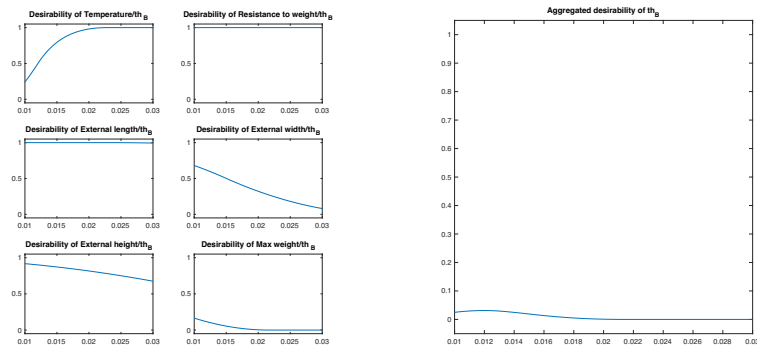 Desirability of Temperature/th_B
1
0.5
0
0.01 0.015 0.02 0.025 0.03
Desirability of Resistance to weight/th_B
1
0.5
0
0.01 0.015 0.02 0.025 0.03
Desirability of External length/th_B
1
0.5
0
0.01 0.015 0.02 0.025 0.03
Desirability of External width/th_B
1
0.5
0
0.01 0.015 0.02 0.025 0.03
Desirability of External height/th_B
1
0.5
0
0.01 0.015 0.02 0.025 0.03
Desirability of Max weight/th_B
1
0.5
0
0.01 0.015 0.02 0.025 0.03
Aggregated desirability of th_B
1
0.9
0.8
0.7
0.6
0.5
0.4
0.3
0.2
0.1
0
0.01 0.012 0.014 0.016 0.018 0.02 0.022 0.024 0.026 0.028 0.03